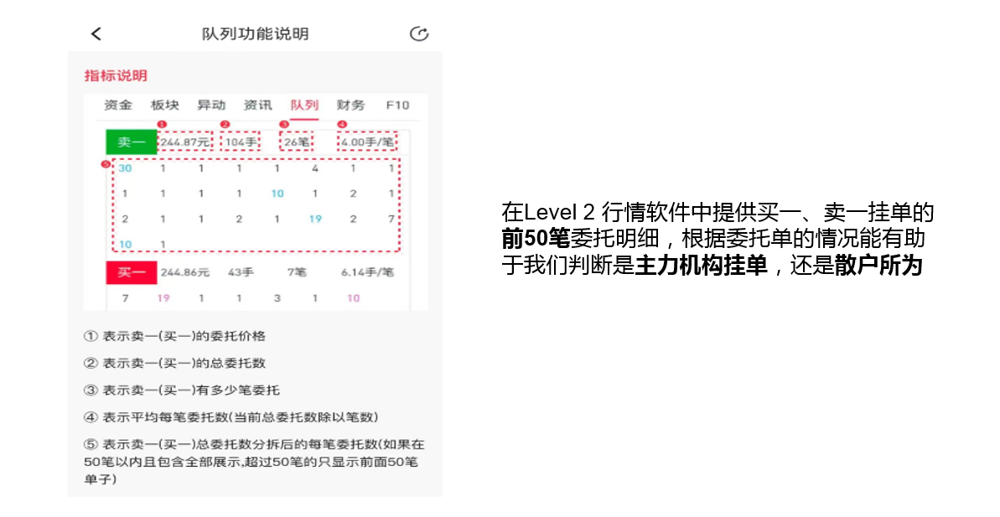 队列功能说明
指标说明
资金 板块 异动 资讯 队列 财务 F10
1 2 3 4
卖一 244.87元 104手 26笔 4.00手/笔
5
30 1 1 1 1 4 1 1
1 1 1 1 10 1 2 1
2 1 1 2 1 19 2 7
10 1
买一 244.86元 43手 7笔 6.14手/笔
7 19 1 1 3 1 10
① 表示卖一(买一)的委托价格
② 表示卖一(买一)的总委托数
③ 表示卖一(买一)有多少笔委托
④ 表示平均每笔委托数(当前总委托数除以笔数)
⑤ 表示卖一(买一)总委托数分拆后的每笔委托数(如果在
50笔以内且包含全部展示,超过50笔的只显示前面50笔
单子)
在Level 2 行情软件中提供买一、卖一挂单的
前50笔委托明细，根据委托单的情况能有助
于我们判断是主力机构挂单，还是散户所为